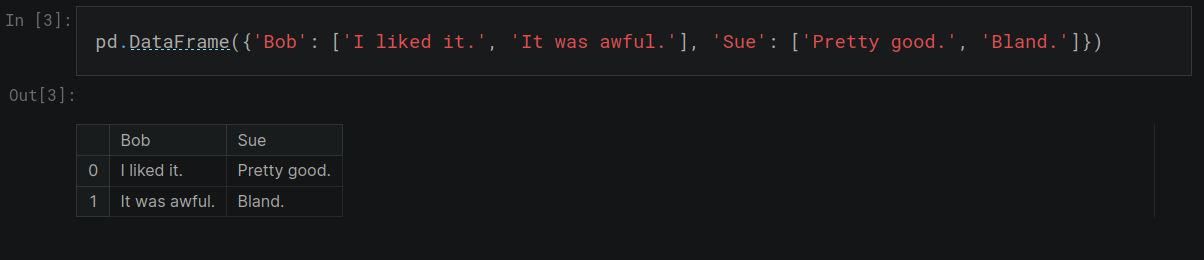 In [3]:
pd.DataFrame({'Bob': ['I liked it.', 'It was awful.'], 'Sue': ['Pretty good.', 'Bland.']})
Out[3]:
Bob Sue
0 I liked it. Pretty good.
1 It was awful. Bland.